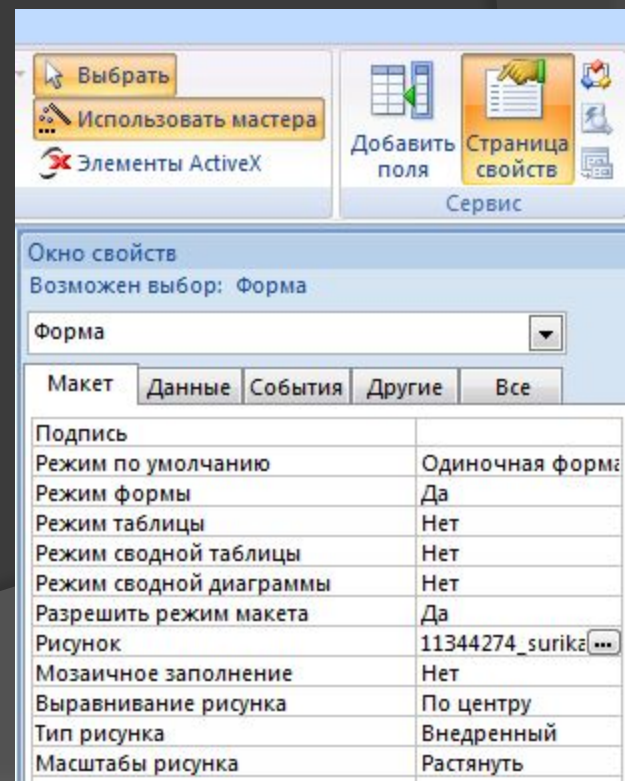 Выбрать
Использовать мастера
Элементы ActiveX
Добавить поля
Страница свойств
Сервис
Окно свойств
Возможен выбор: Форма
Форма
Макет Данные События Другие Все
Подпись
Режим по умолчанию Одиночная форма
Режим формы Да
Режим таблицы Нет
Режим сводной таблицы Нет
Режим сводной диаграммы Нет
Разрешить режим макета Да
Рисунок 11344274_surika...
Мозаичное заполнение Нет
Выравнивание рисунка По центру
Тип рисунка Внедренный
Масштабы рисунка Растянуть